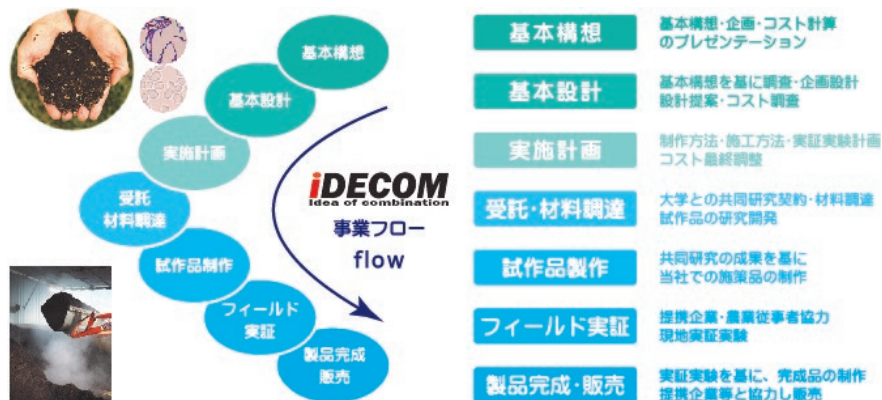 基本構想
基本設計
実施計画
受託
材料調達
試作品制作
フィールド
実証
製品完成
販売
iDECOM
Idea of combination
事業フロー
flow
基本構想
基本構想・企画・コスト計算
のプレゼンテーション
基本設計
基本構想を基に調査・企画設計
設計提案・コスト調査
実施計画
制作方法・施工方法・実証実験計画
コスト最終調整
受託・材料調達
大学との共同研究契約・材料調達
試作品の研究開発
試作品製作
共同研究の成果を基に
当社での施策品の制作
フィールド実証
提携企業・農業従事者協力
現地実証実験
製品完成・販売
実証実験を基に、完成品の制作
提携企業等と協力し販売